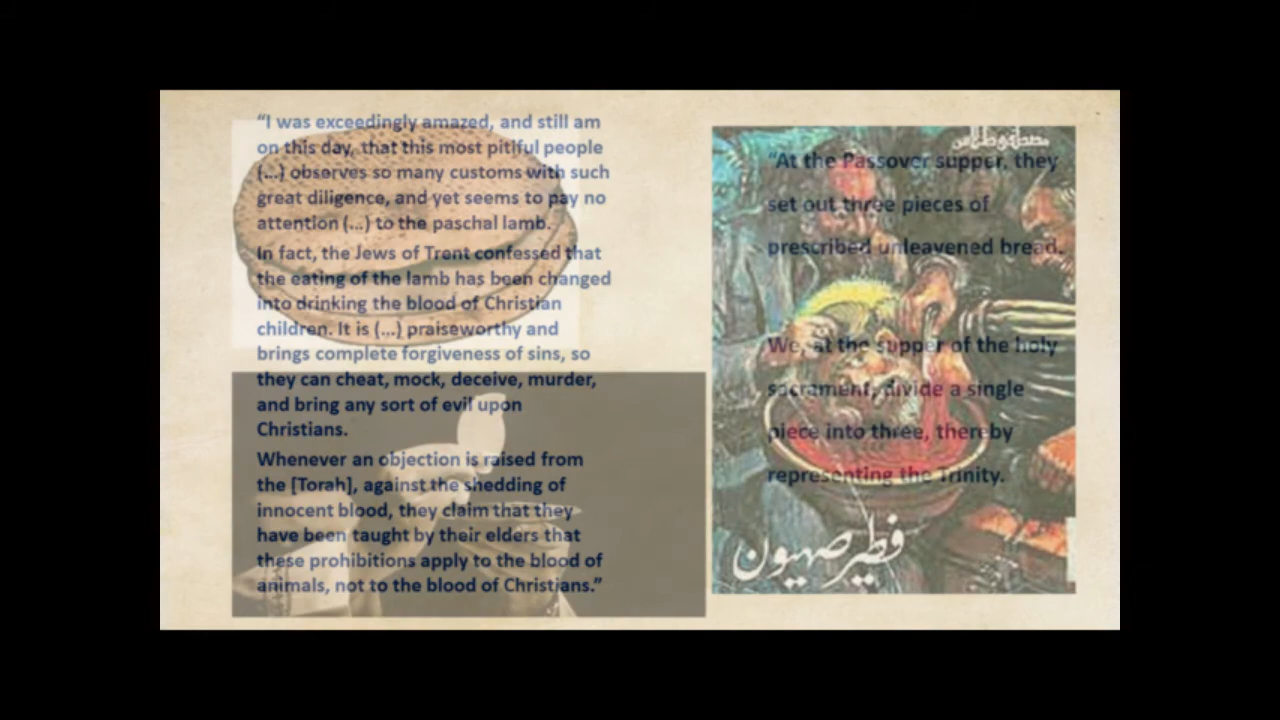 “I was exceedingly amazed, and still am
on this day, that this most pitiful people
(...) observes so many customs with such
great diligence, and yet seems to pay no
attention (...) to the paschal lamb.
In fact, the Jews of Trent confessed that
the eating of the lamb has been changed
into drinking the blood of Christian
children. It is (...) praiseworthy and
brings complete forgiveness of sins, so
they can cheat, mock, deceive, murder,
and bring any sort of evil upon
Christians.
Whenever an objection is raised from
the [Torah], against the shedding of
innocent blood, they claim that they
have been taught by their elders that
these prohibitions apply to the blood of
animals, not to the blood of Christians.”
مصطفى طلاس
“At the Passover supper, they
set out three pieces of
prescribed unleavened bread.
We, at the supper of the holy
sacrament, divide a single
piece into three, thereby
representing the Trinity.
فطير صهيون